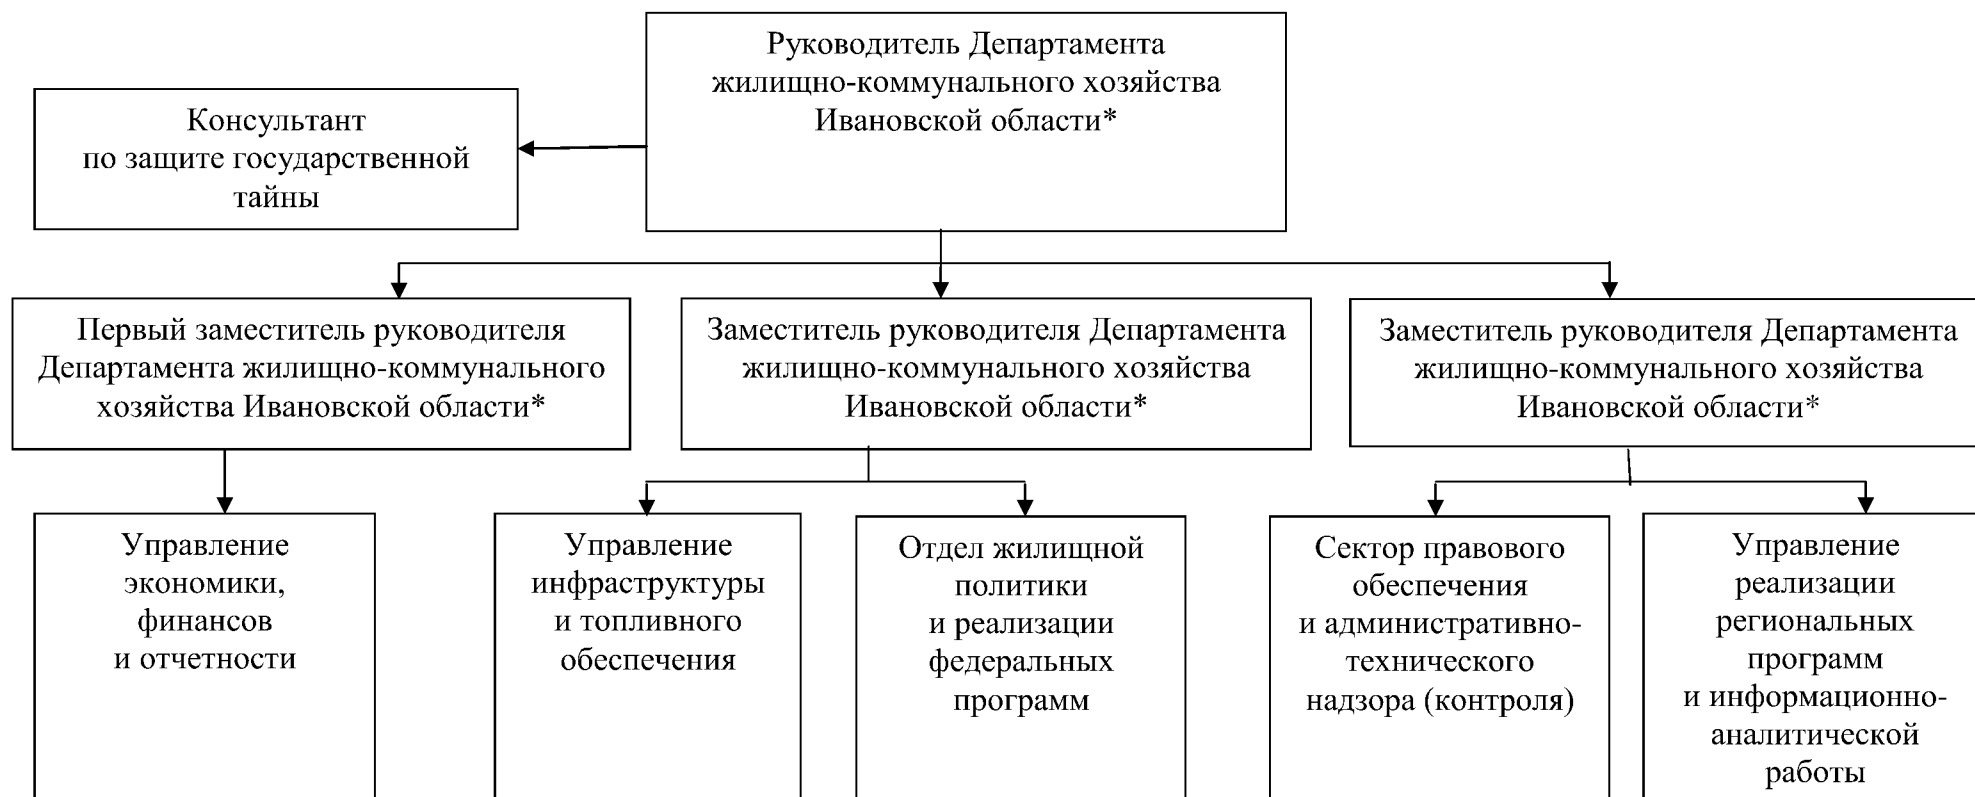 Руководитель Департамента
жилищно-коммунального хозяйства
Ивановской области*
Консультант
по защите государственной
тайны
Первый заместитель руководителя
Департамента жилищно-коммунального
хозяйства Ивановской области*
Заместитель руководителя Департамента
жилищно-коммунального хозяйства
Ивановской области*
Заместитель руководителя Департамента
жилищно-коммунального хозяйства
Ивановской области*
Управление
экономики,
финансов
и отчетности
Управление
инфраструктуры
и топливного
обеспечения
Отдел жилищной
политики
и реализации
федеральных
программ
Сектор правового
обеспечения
и административно-
технического
надзора (контроля)
Управление
реализации
региональных
программ
и информационно-
аналитической
работы